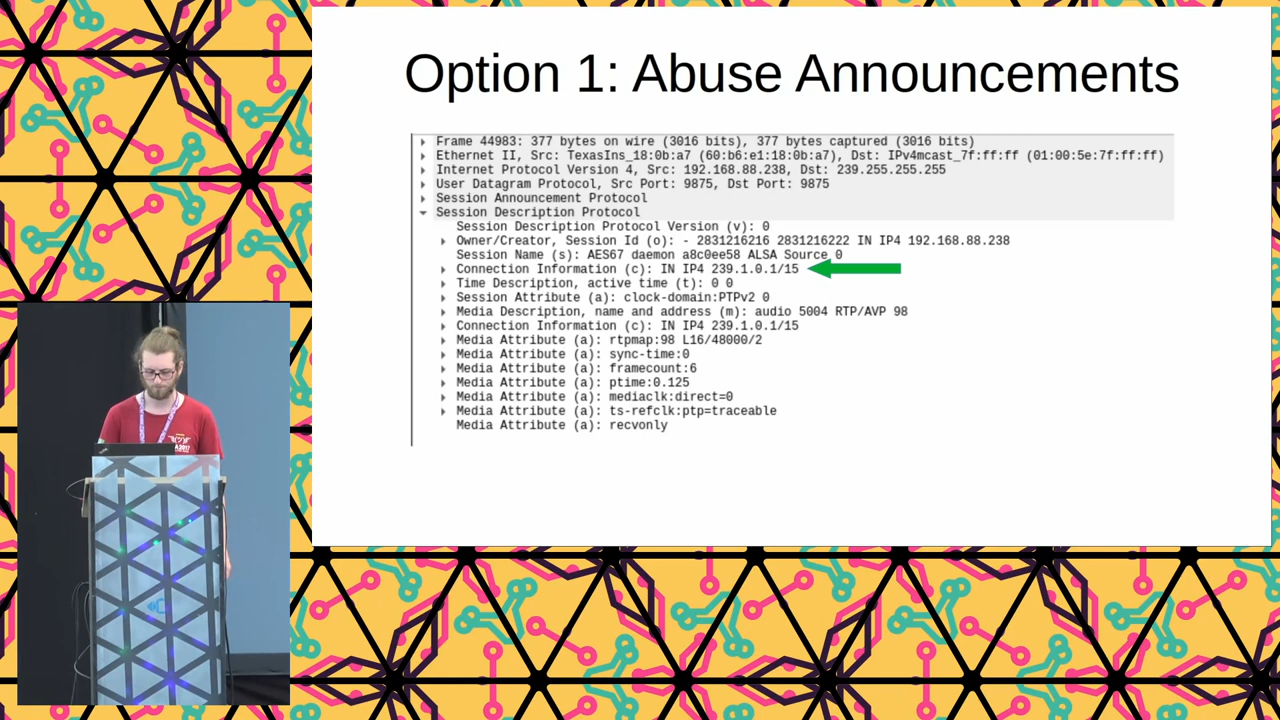 Option 1: Abuse Announcements
Frame 44983: 377 bytes on wire (3016 bits), 377 bytes captured (3016 bits)
Ethernet II, Src: TexasIns_18:0b:a7 (60:b6:e1:18:0b:a7), Dst: IPv4mcast_7f:ff:ff (01:00:5e:7f:ff:ff)
Internet Protocol Version 4, Src: 192.168.88.238, Dst: 239.255.255.255
User Datagram Protocol, Src Port: 9875, Dst Port: 9875
Session Announcement Protocol
Session Description Protocol
Session Description Protocol Version (v): 0
Owner/Creator, Session Id (o): - 2831216216 2831216222 IN IP4 192.168.88.238
Session Name (s): AES67 daemon a8c0ee58 ALSA Source 0
Connection Information (c): IN IP4 239.1.0.1/15
Time Description, active time (t): 0 0
Session Attribute (a): clock-domain:PTPv2 0
Media Description, name and address (m): audio 5004 RTP/AVP 98
Connection Information (c): IN IP4 239.1.0.1/15
Media Attribute (a): rtpmap:98 L16/48000/2
Media Attribute (a): sync-time:0
Media Attribute (a): framecount:6
Media Attribute (a): ptime:0.125
Media Attribute (a): mediaclk:direct=0
Media Attribute (a): ts-refclk:ptp=traceable
Media Attribute (a): recvonly